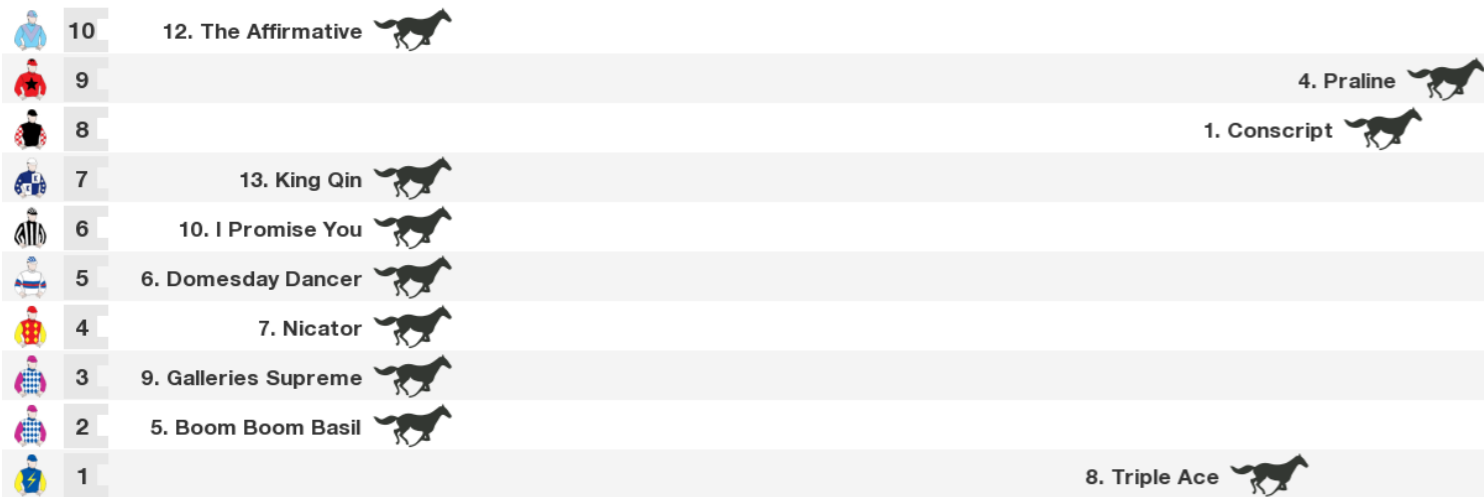 10 12. The Affirmative
9 4. Praline
8 1. Conscript
7 13. King Qin
6 10. I Promise You
5 6. Domesday Dancer
4 7. Nicator
3 9. Galleries Supreme
2 5. Boom Boom Basil
1 8. Triple Ace